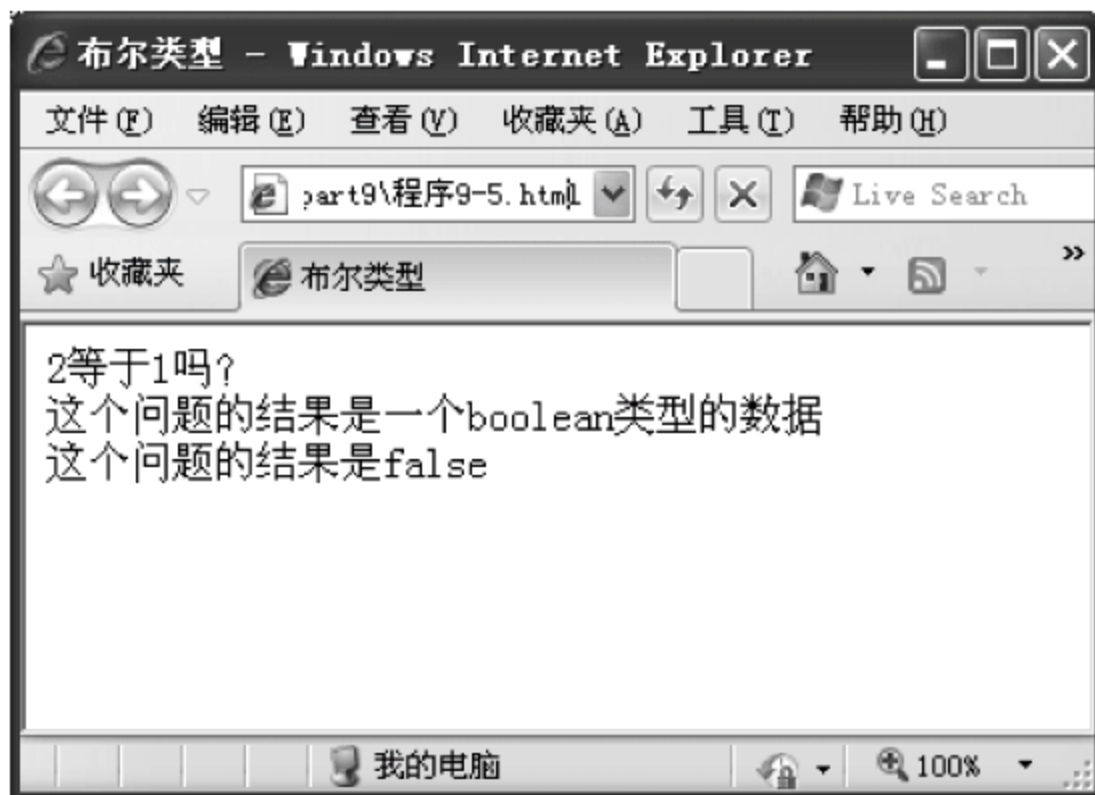 布尔类型 - Windows Internet Explorer
文件(F) 编辑(E) 查看(V) 收藏夹(A) 工具(T) 帮助(H)
part9\程序9-5.html Live Search
收藏夹 布尔类型 »
2等于1吗?
这个问题的结果是一个boolean类型的数据
这个问题的结果是false
我的电脑 100%